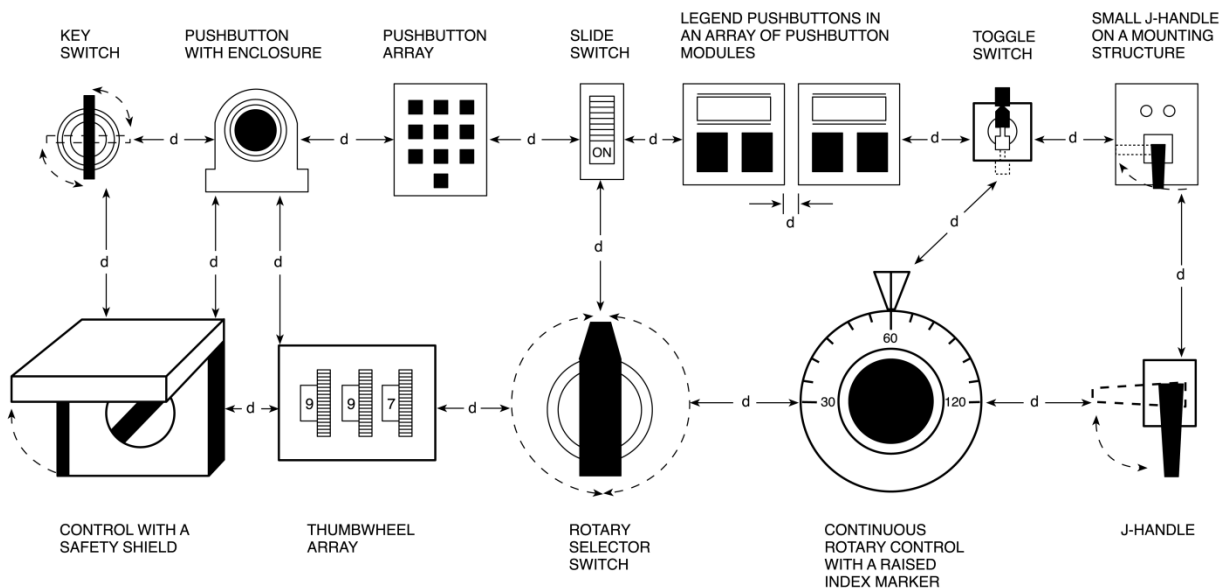 KEY
SWITCH
PUSHBUTTON
WITH ENCLOSURE
PUSHBUTTON
ARRAY
SLIDE
SWITCH
LEGEND PUSHBUTTONS IN
AN ARRAY OF PUSHBUTTON
MODULES
TOGGLE
SWITCH
SMALL J-HANDLE
ON A MOUNTING
STRUCTURE
d
d
d
d
d
d
ON
d
d
d
d
d
d
d
d
60
30
120
9
9
7
d
d
d
d
CONTROL WITH A
SAFETY SHIELD
THUMBWHEEL
ARRAY
ROTARY
SELECTOR
SWITCH
CONTINUOUS
ROTARY CONTROL
WITH A RAISED
INDEX MARKER
J-HANDLE